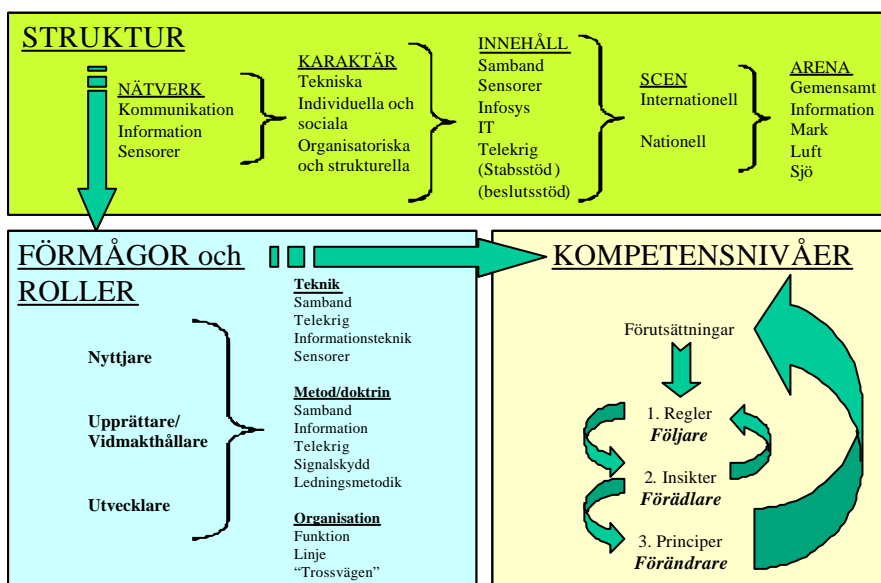 STRUKTUR
NÄTVERK
Kommunikation
Information
Sensorer
KARAKTÄR
Tekniska
Individuella och
sociala
Organisatoriska
och strukturella
INNEHÅLL
Samband
Sensorer
Infosys
IT
Telekrig
(Stabsstöd)
(beslutsstöd)
SCEN
Internationell
Nationell
ARENA
Gemensamt
Information
Mark
Luft
Sjö
FÖRMÅGOR och
ROLLER
Nyttjare
Upprättare/
Vidmakthållare
Utvecklare
Teknik
Samband
Telekrig
Informationsteknik
Sensorer
Metod/doktrin
Samband
Information
Telekrig
Signalskydd
Ledningsmetodik
Organisation
Funktion
Linje
“Trossvägen”
KOMPETENSNIVÅER
Förutsättningar
1. Regler
Följare
2. Insikter
Förädlare
3. Principer
Förändrare